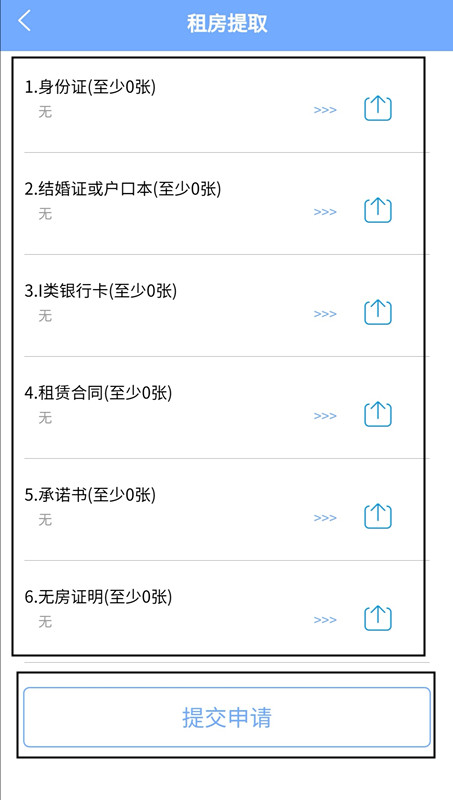 租房提取
1.身份证(至少0张)
无
>>>
2.结婚证或户口本(至少0张)
无
>>>
3.I类银行卡(至少0张)
无
>>>
4.租赁合同(至少0张)
无
>>>
5.承诺书(至少0张)
无
>>>
6.无房证明(至少0张)
无
>>>
提交申请